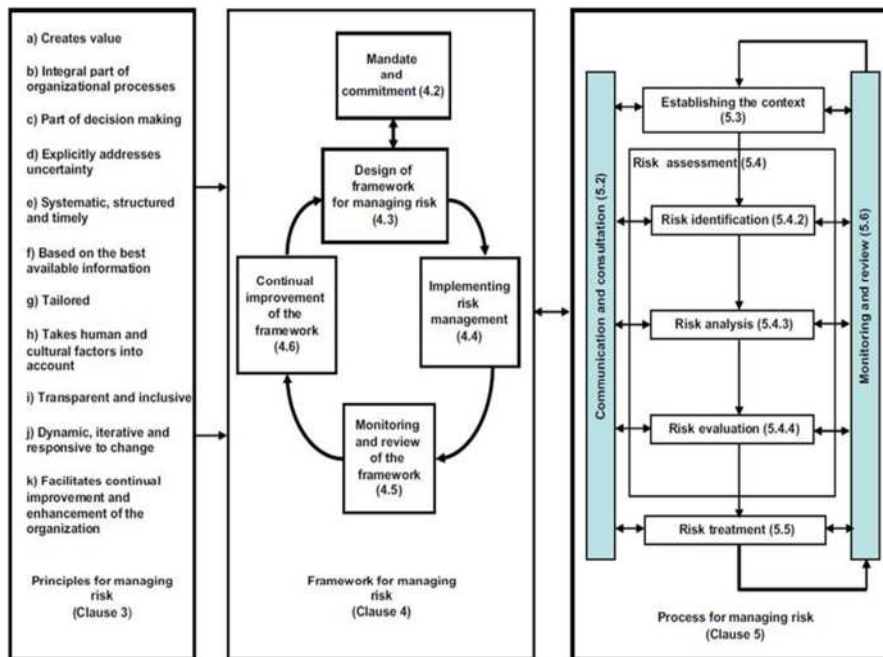 a) Creates value
b) Integral part of
organizational processes
c) Part of decision making
d) Explicitly addresses
uncertainty
e) Systematic, structured
and timely
f) Based on the best
available information
g) Tailored
h) Takes human and
cultural factors into
account
i) Transparent and inclusive
j) Dynamic, iterative and
responsive to change
k) Facilitates continual
improvement and
enhancement of the
organization
Principles for managing
risk
(Clause 3)
Mandate
and
commitment (4.2)
Design of
framework
for managing risk
(4.3)
Continual
improvement
of the
framework
(4.6)
Implementing
risk
management
(4.4)
Monitoring
and review
of the
framework
(4.5)
Framework for managing
risk
(Clause 4)
Communication and consultation (5.2)
Establishing the context
(5.3)
Risk assessment (5.4)
Risk identification (5.4.2)
Risk analysis (5.4.3)
Risk evaluation (5.4.4)
Risk treatment (5.5)
Monitoring and review (5.6)
Process for managing risk
(Clause 5)